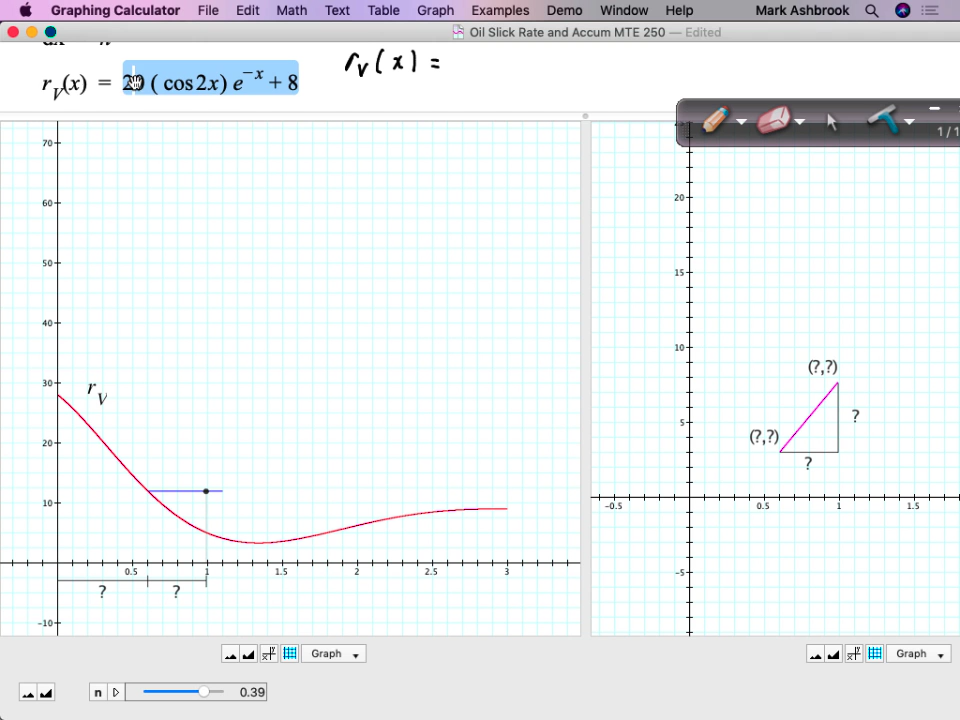 Graphing Calculator File Edit Math Text Table Graph Examples Demo Window Help Mark Ashbrook
Oil Slick Rate and Accum MTE 250 — Edited
r_V(x) = 20 ( cos2x) e^{-x} + 8
r_V(x) =
1/1
70
60
50
40
30
20
10
-10
0.5 1 1.5 2 2.5 3
r_V
? ?
20
15
10
5
-5
-0.5 0.5 1 1.5
(?,?)
(?,?) ?
?
Graph
Graph
n 0.39